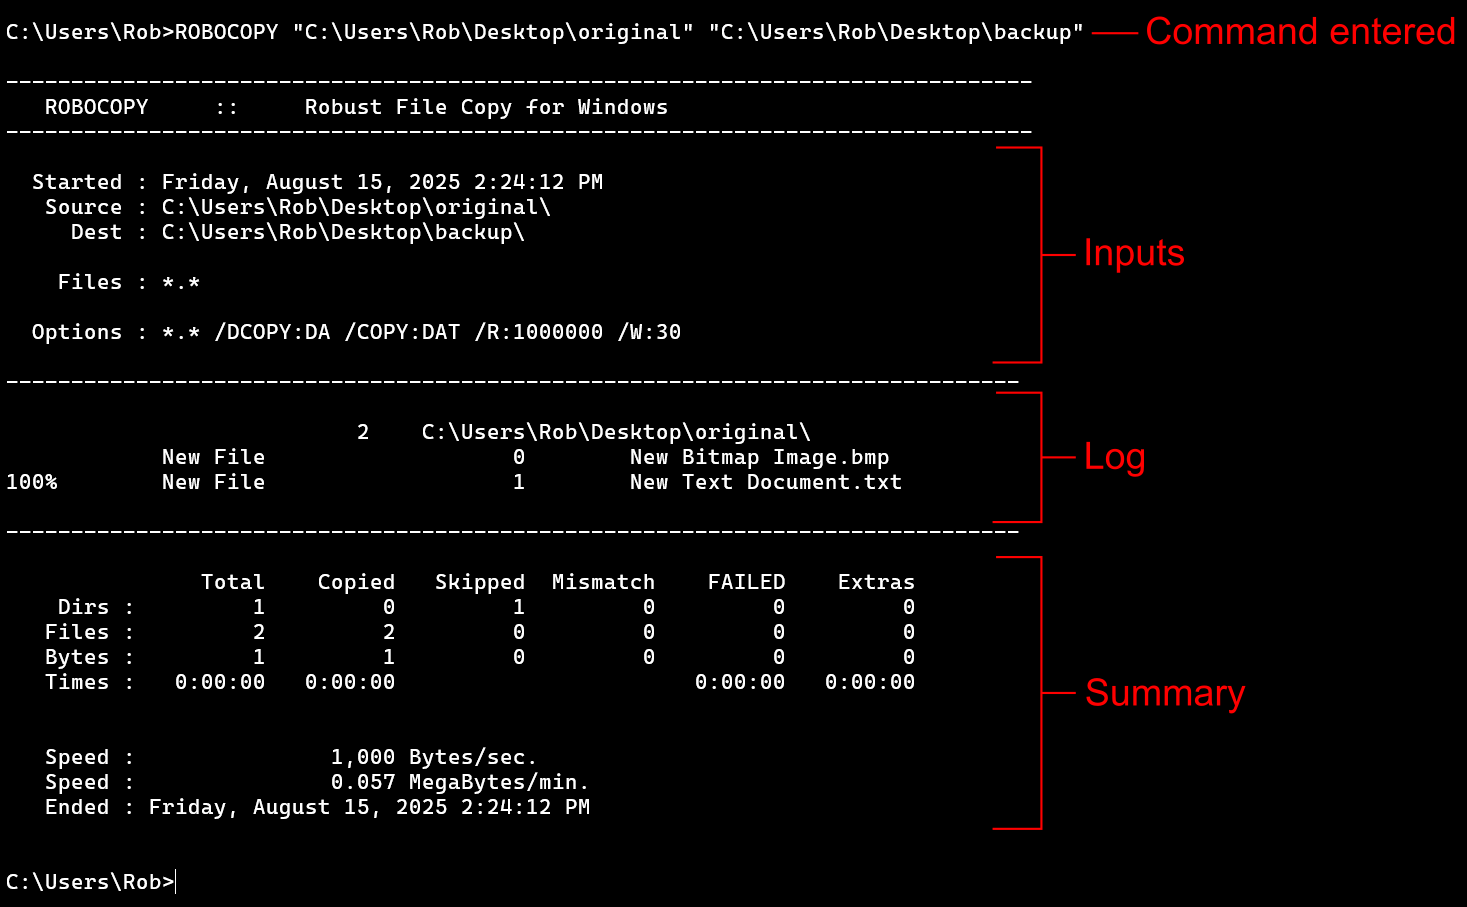 C:\Users\Rob>ROBOCOPY "C:\Users\Rob\Desktop\original" "C:\Users\Rob\Desktop\backup" Command entered
-------------------------------------------------------------------------------
   ROBOCOPY     ::     Robust File Copy for Windows
-------------------------------------------------------------------------------
  Started : Friday, August 15, 2025 2:24:12 PM
   Source : C:\Users\Rob\Desktop\original\
     Dest : C:\Users\Rob\Desktop\backup\
Inputs
    Files : *.*
  Options : *.* /DCOPY:DA /COPY:DAT /R:1000000 /W:30
------------------------------------------------------------------------------
                           2    C:\Users\Rob\Desktop\original\
            New File                   0        New Bitmap Image.bmp
Log
100%        New File                   1        New Text Document.txt
------------------------------------------------------------------------------
               Total    Copied   Skipped  Mismatch    FAILED    Extras
    Dirs :         1         0         1         0         0         0
   Files :         2         2         0         0         0         0
   Bytes :         1         1         0         0         0         0
   Times :   0:00:00   0:00:00                       0:00:00   0:00:00
Summary
   Speed :               1,000 Bytes/sec.
   Speed :               0.057 MegaBytes/min.
   Ended : Friday, August 15, 2025 2:24:12 PM
C:\Users\Rob>